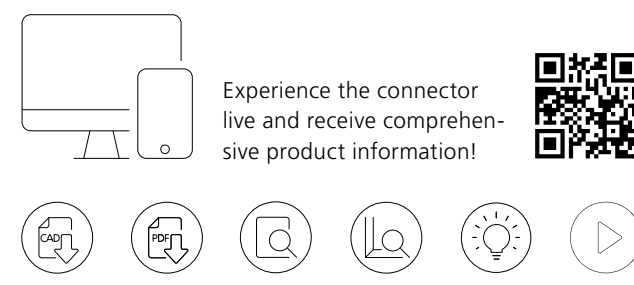 Experience the connector
live and receive comprehen-
sive product information!
CAD
PDF